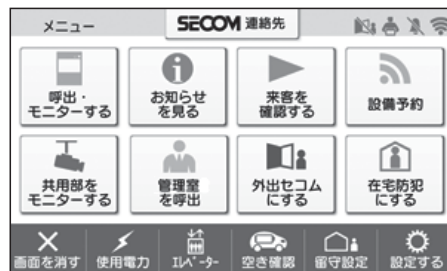 メニュー
SECOM 連絡先
呼出・
モニターする
お知らせ
を見る
来客を
確認する
設備予約
共用部を
モニターする
管理室
を呼出
外出セコム
にする
在宅防犯
にする
画面を消す
使用電力
エレベーター
空き確認
留守設定
設定する